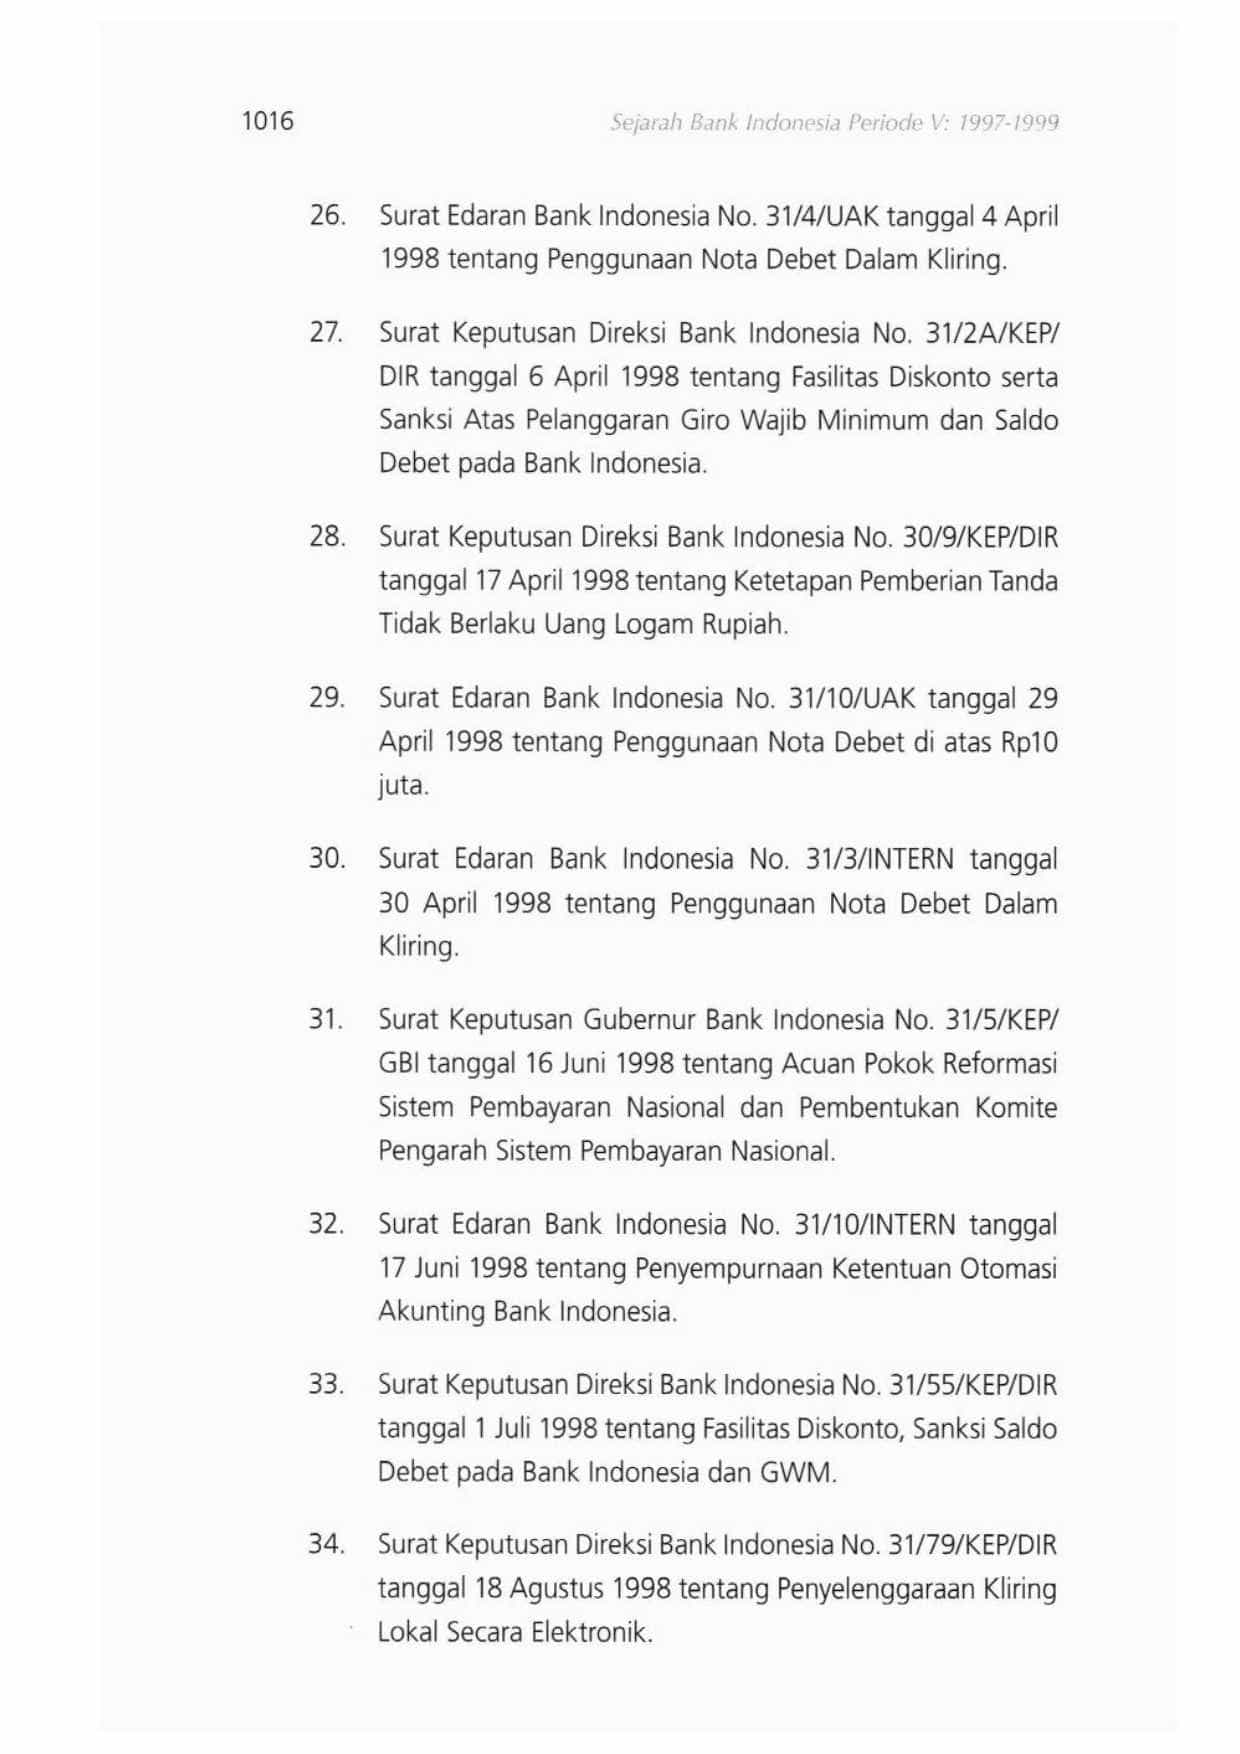 1016 Sejarah Bank Indonesia Periode V: 1997-1999
26. Surat Edaran Bank Indonesia No. 31/4/UAK tanggal 4 April
1998 tentang Penggunaan Nota Debet Dalam Kliring.
27. Surat Keputusan Direksi Bank Indonesia No. 31/2A/KEP/
DIR tanggal 6 April 1998 tentang Fasilitas Diskonto serta
Sanksi Atas Pelanggaran Giro Wajib Minimum dan Saldo
Debet pada Bank Indonesia.
28. Surat Keputusan Direksi Bank Indonesia No. 30/9/KEP/DIR
tanggal 17 April 1998 tentang Ketetapan Pemberian Tanda
Tidak Berlaku Uang Logam Rupiah.
29. Surat Edaran Bank Indonesia No. 31/10/UAK tanggal 29
April 1998 tentang Penggunaan Nota Debet di atas Rp10
juta.
30. Surat Edaran Bank Indonesia No. 31/3/INTERN tanggal
30 April 1998 tentang Penggunaan Nota Debet Dalam
Kliring.
31. Surat Keputusan Gubernur Bank Indonesia No. 31/5/KEP/
GBI tanggal 16 Juni 1998 tentang Acuan Pokok Reformasi
Sistem Pembayaran Nasional dan Pembentukan Komite
Pengarah Sistem Pembayaran Nasional.
32. Surat Edaran Bank Indonesia No. 31/10/INTERN tanggal
17 Juni 1998 tentang Penyempurnaan Ketentuan Otomasi
Akunting Bank Indonesia.
33. Surat Keputusan Direksi Bank Indonesia No. 31/55/KEP/DIR
tanggal 1 Juli 1998 tentang Fasilitas Diskonto, Sanksi Saldo
Debet pada Bank Indonesia dan GWM.
34. Surat Keputusan Direksi Bank Indonesia No. 31/79/KEP/DIR
tanggal 18 Agustus 1998 tentang Penyelenggaraan Kliring
Lokal Secara Elektronik.